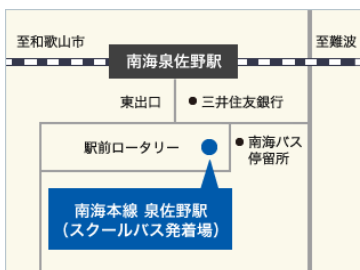 至和歌山市
至難波
南海泉佐野駅
東出口
● 三井住友銀行
駅前ロータリー
● 南海バス
停留所
南海本線 泉佐野駅
（スクールバス発着場）